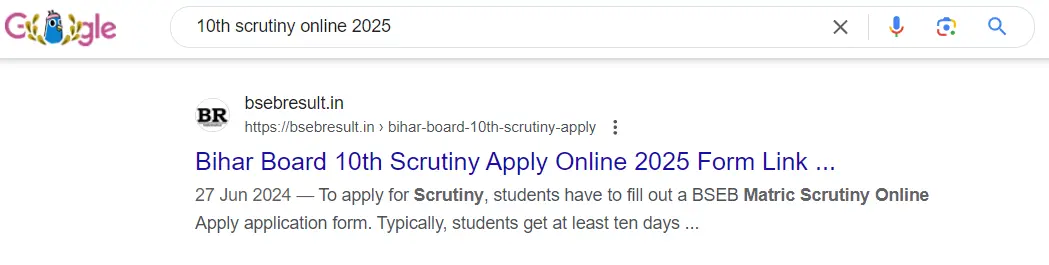 Google
10th scrutiny online 2025
BR
bsebresult.in
https://bsebresult.in › bihar-board-10th-scrutiny-apply
Bihar Board 10th Scrutiny Apply Online 2025 Form Link ...
27 Jun 2024 — To apply for Scrutiny, students have to fill out a BSEB Matric Scrutiny Online
Apply application form. Typically, students get at least ten days ...